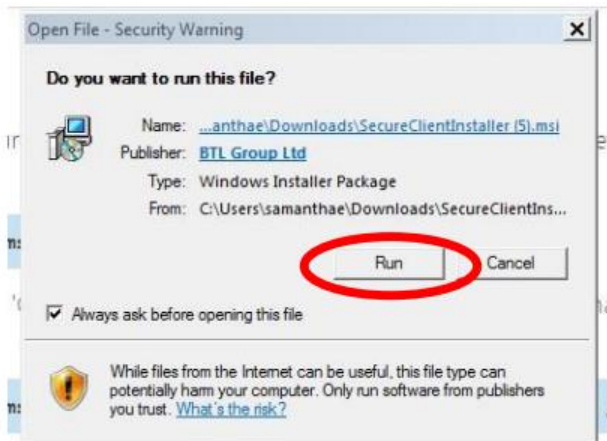 Open File - Security Warning
Do you want to run this file?
Name: ...anthae\Downloads\SecureClientInstaller (5).msi
Publisher: BTL Group Ltd
Type: Windows Installer Package
From: C:\Users\samanthae\Downloads\SecureClientIns...
Run Cancel
Always ask before opening this file
While files from the Internet can be useful, this file type can
potentially harm your computer. Only run software from publishers
you trust. What's the risk?